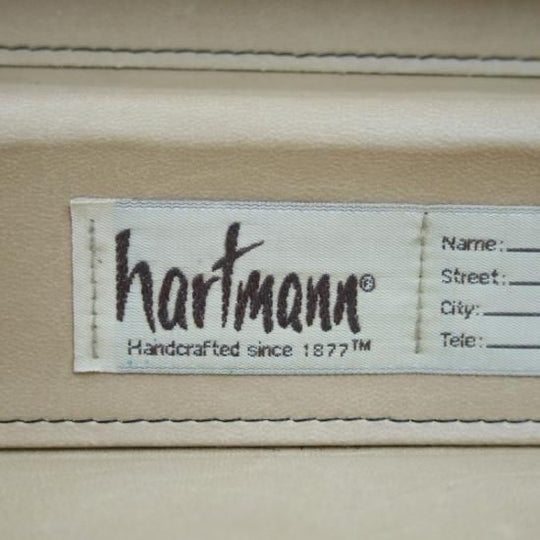 hartmann®
Handcrafted since 1877™
Name:
Street:
City:
Tele: